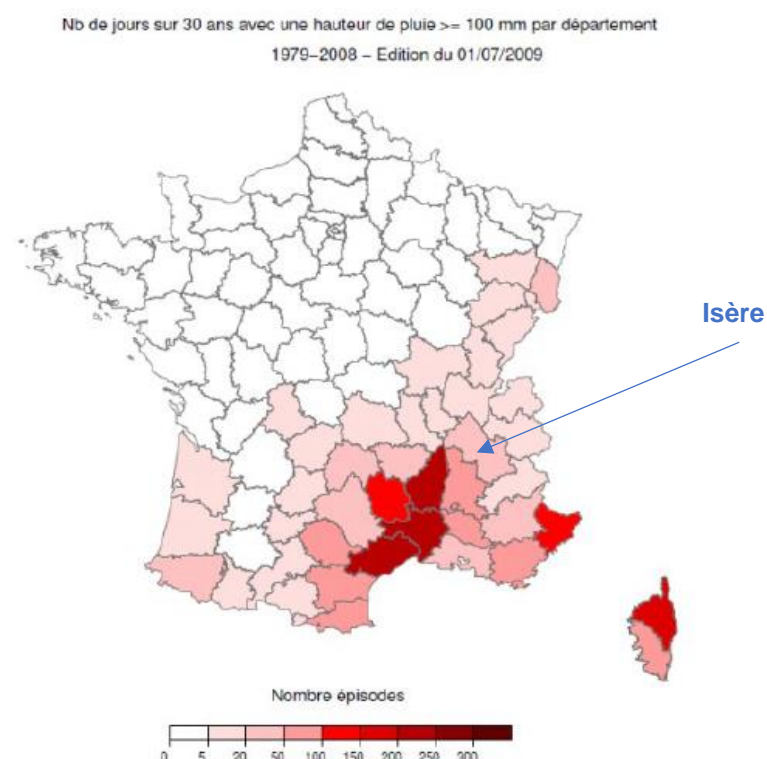 Nb de jours sur 30 ans avec une hauteur de pluie >= 100 mm par département
1979–2008 – Edition du 01/07/2009
Isère
Nombre épisodes
0 5 20 50 100 150 200 250 300